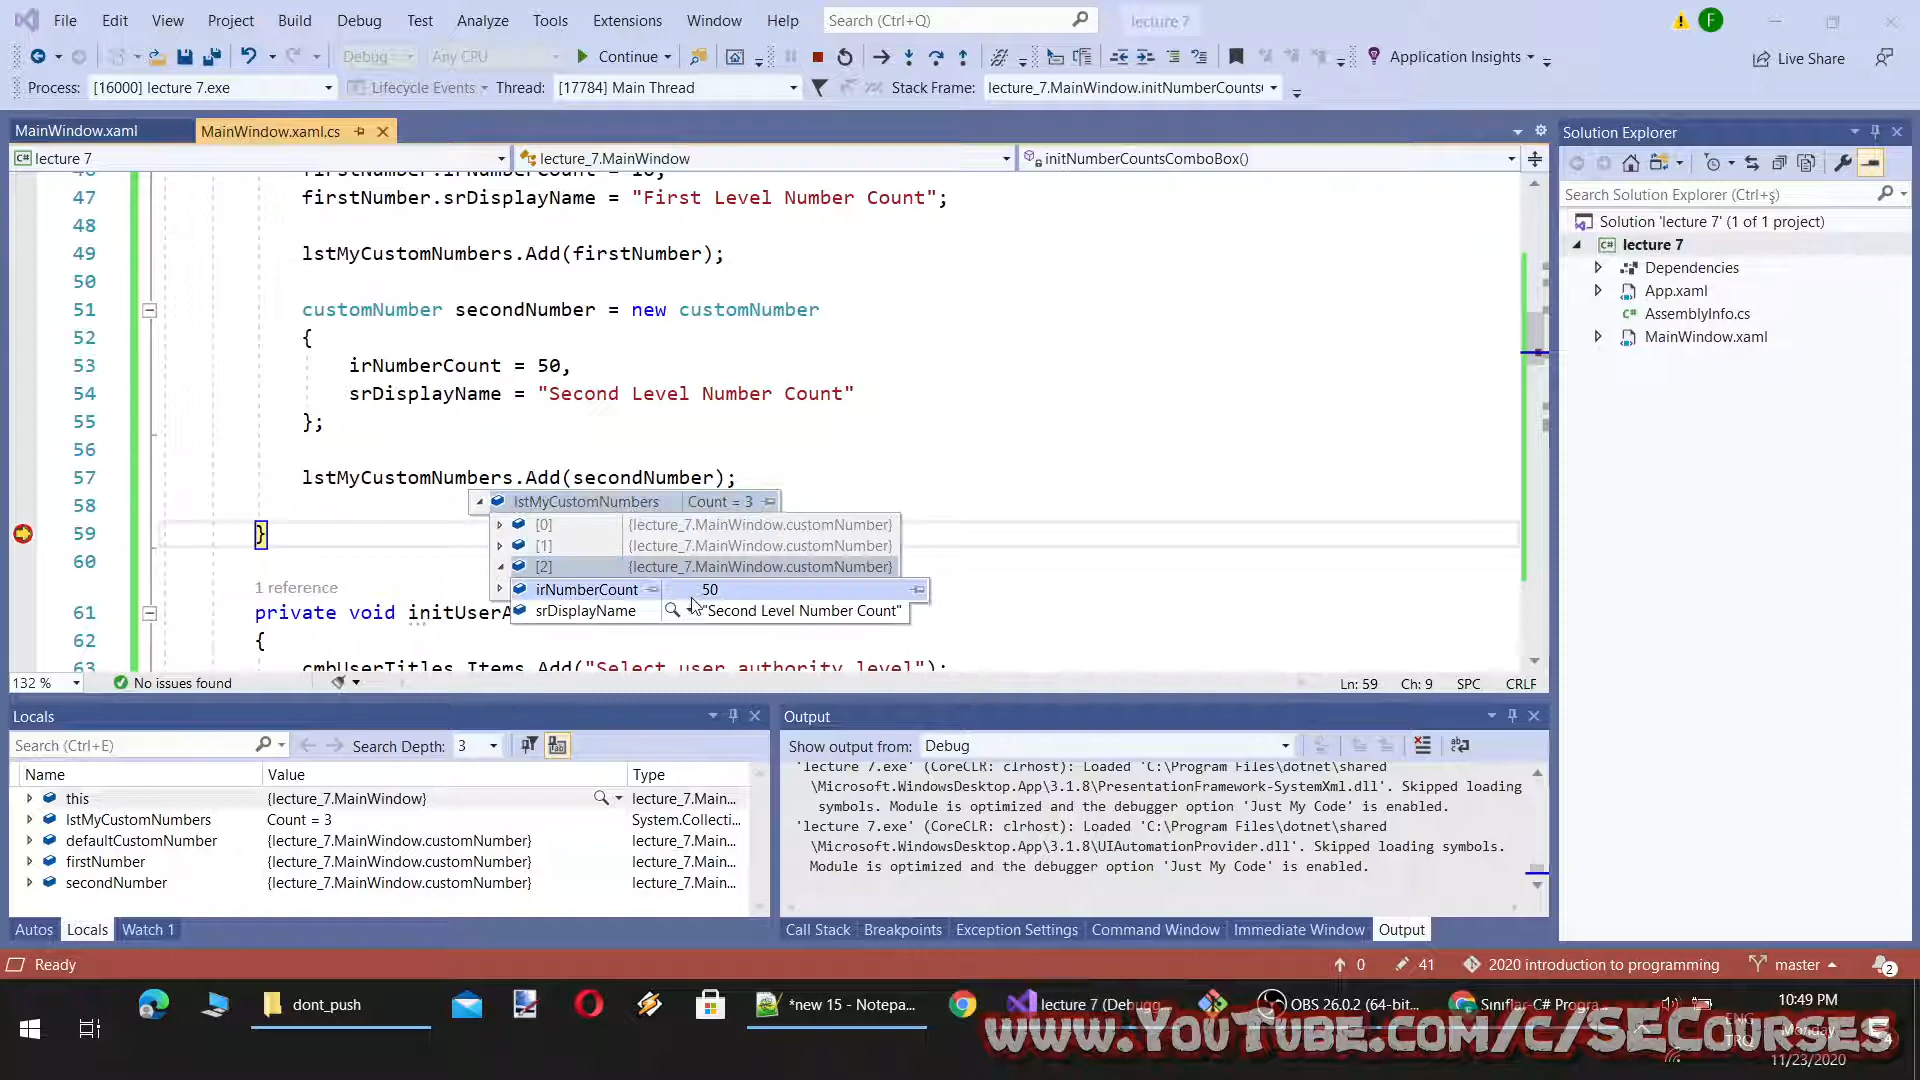 File Edit View Project Build Debug Test Analyze Tools Extensions Window Help Search (Ctrl+Q) lecture 7 F
Debug Any CPU Continue Application Insights Live Share
Process: [16000] lecture 7.exe Lifecycle Events Thread: [17784] Main Thread Stack Frame: lecture_7.MainWindow.initNumberCounts
MainWindow.xaml MainWindow.xaml.cs
lecture 7 lecture_7.MainWindow initNumberCountsComboBox()
47 firstNumber.srDisplayName = "First Level Number Count";
48
49 lstMyCustomNumbers.Add(firstNumber);
50
51 customNumber secondNumber = new customNumber
52 {
53 irNumberCount = 50,
54 srDisplayName = "Second Level Number Count"
55 };
56
57 lstMyCustomNumbers.Add(secondNumber);
58
lstMyCustomNumbers Count = 3
[0] {lecture_7.MainWindow.customNumber}
59 }
[1] {lecture_7.MainWindow.customNumber}
60
[2] {lecture_7.MainWindow.customNumber}
1 reference
irNumberCount 50
srDisplayName "Second Level Number Count"
61 private void initUserA
62 {
63 cmbUserTitles.Items.Add("Select user authority level");
132 % No issues found Ln: 59 Ch: 9 SPC CRLF
Solution Explorer
Search Solution Explorer (Ctrl+ş)
Solution 'lecture 7' (1 of 1 project)
lecture 7
Dependencies
App.xaml
AssemblyInfo.cs
MainWindow.xaml
Locals
Search (Ctrl+E) Search Depth: 3
Name Value Type
this {lecture_7.MainWindow} lecture_7.Main...
lstMyCustomNumbers Count = 3 System.Collecti...
defaultCustomNumber {lecture_7.MainWindow.customNumber} lecture_7.Main...
firstNumber {lecture_7.MainWindow.customNumber} lecture_7.Main...
secondNumber {lecture_7.MainWindow.customNumber} lecture_7.Main...
Autos Locals Watch 1
Output
Show output from: Debug
'lecture 7.exe' (CoreCLR: clrhost): Loaded 'C:\Program Files\dotnet\shared
\Microsoft.WindowsDesktop.App\3.1.8\PresentationFramework-SystemXml.dll'. Skipped loading
symbols. Module is optimized and the debugger option 'Just My Code' is enabled.
'lecture 7.exe' (CoreCLR: clrhost): Loaded 'C:\Program Files\dotnet\shared
\Microsoft.WindowsDesktop.App\3.1.8\UIAutomationProvider.dll'. Skipped loading symbols.
Module is optimized and the debugger option 'Just My Code' is enabled.
Call Stack Breakpoints Exception Settings Command Window Immediate Window Output
Ready 0 41 2020 introduction to programming master 2
dont_push *new 15 - Notepa... lecture 7 (Debugg... OBS 26.0.2 (64-bit... Sınıflar-C# Progra... 10:49 PM
ENG Monday
TRQ 11/23/2020
www.YouTube.com/c/SECourses